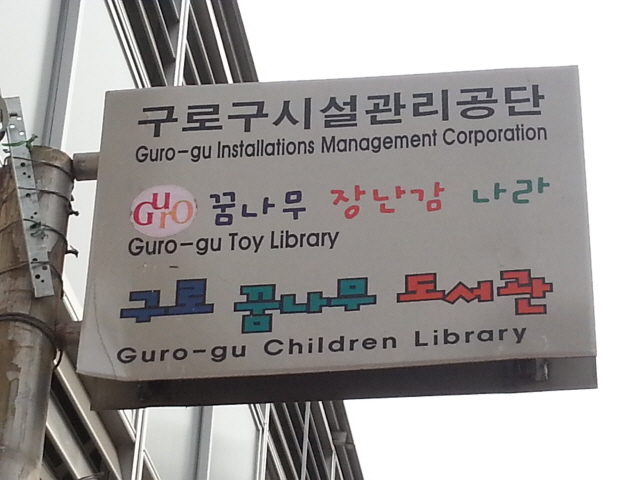 구로구시설관리공단
Guro-gu Installations Management Corporation
GuroO 꿈나무 장난감 나라
Guro-gu Toy Library
구로 꿈나무 도서관
Guro-gu Children Library